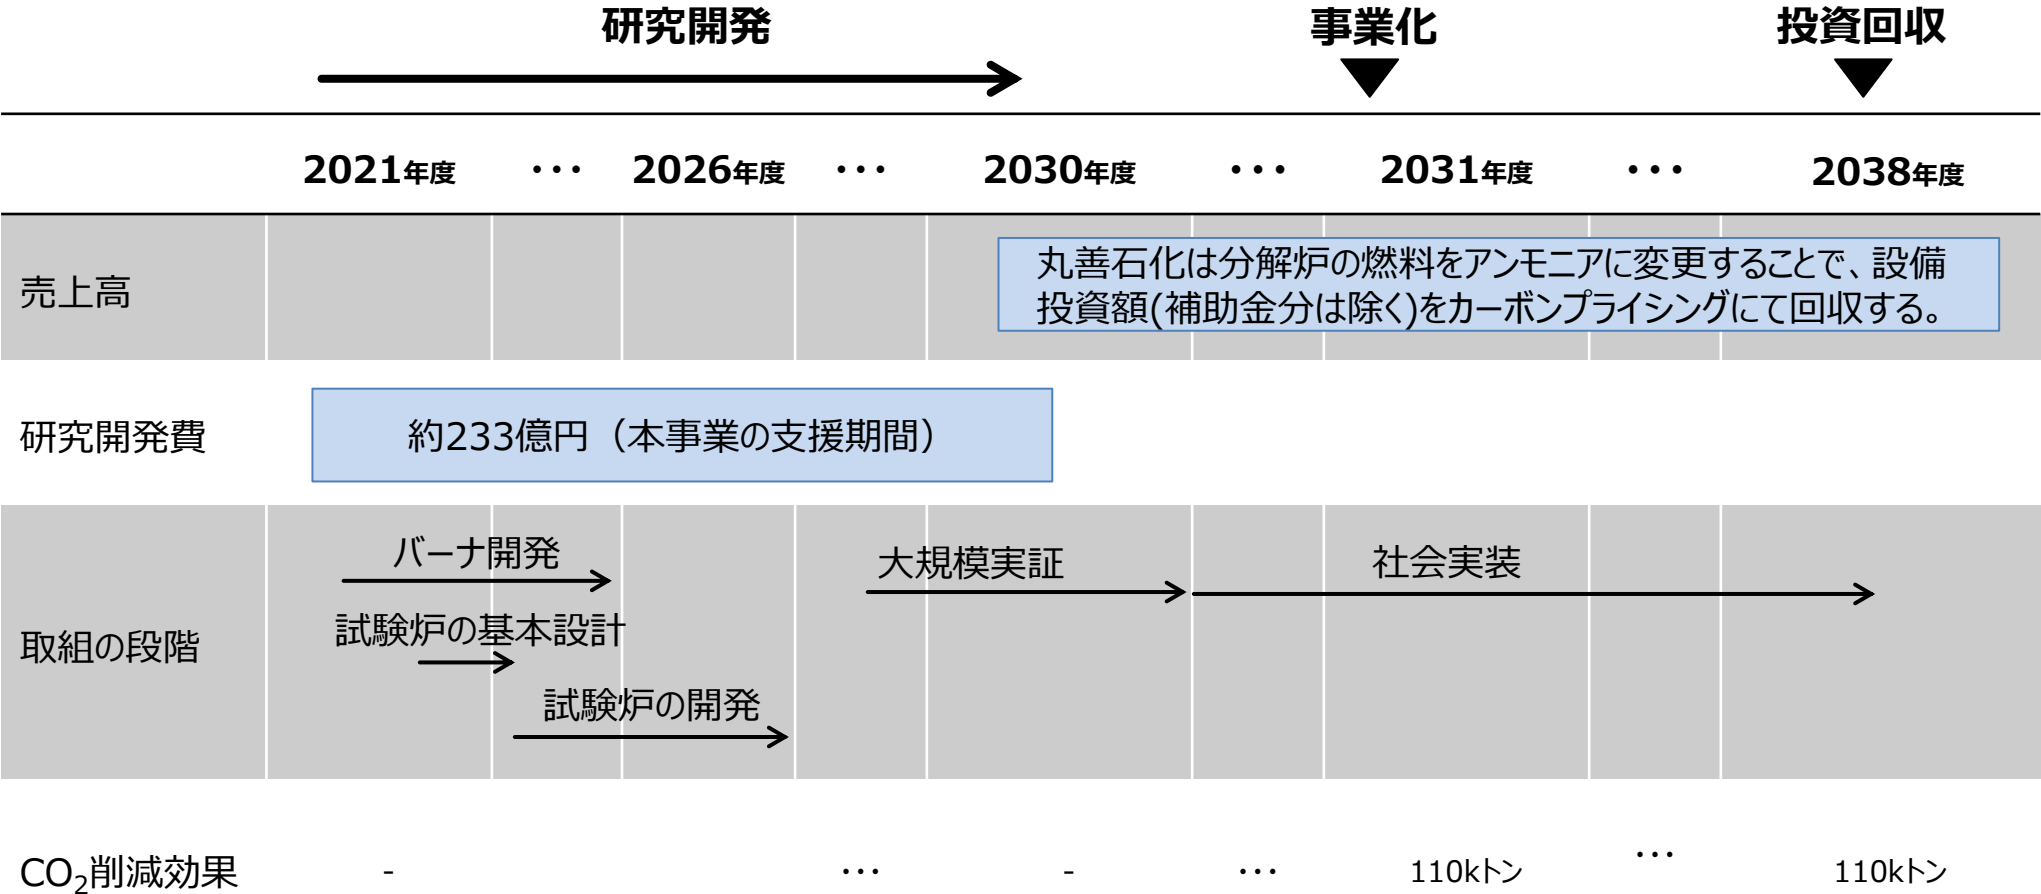 研究開発 事業化 投資回収
2021年度 ・・・ 2026年度 ・・・ 2030年度 ・・・ 2031年度 ・・・ 2038年度
売上高
丸善石化は分解炉の燃料をアンモニアに変更することで、設備
投資額(補助金分は除く)をカーボンプライシングにて回収する。
研究開発費
約233億円（本事業の支援期間）
取組の段階
バーナ開発
大規模実証
社会実装
試験炉の基本設計
試験炉の開発
CO₂削減効果 - ・・・ - ・・・ 110kトン ・・・ 110kトン